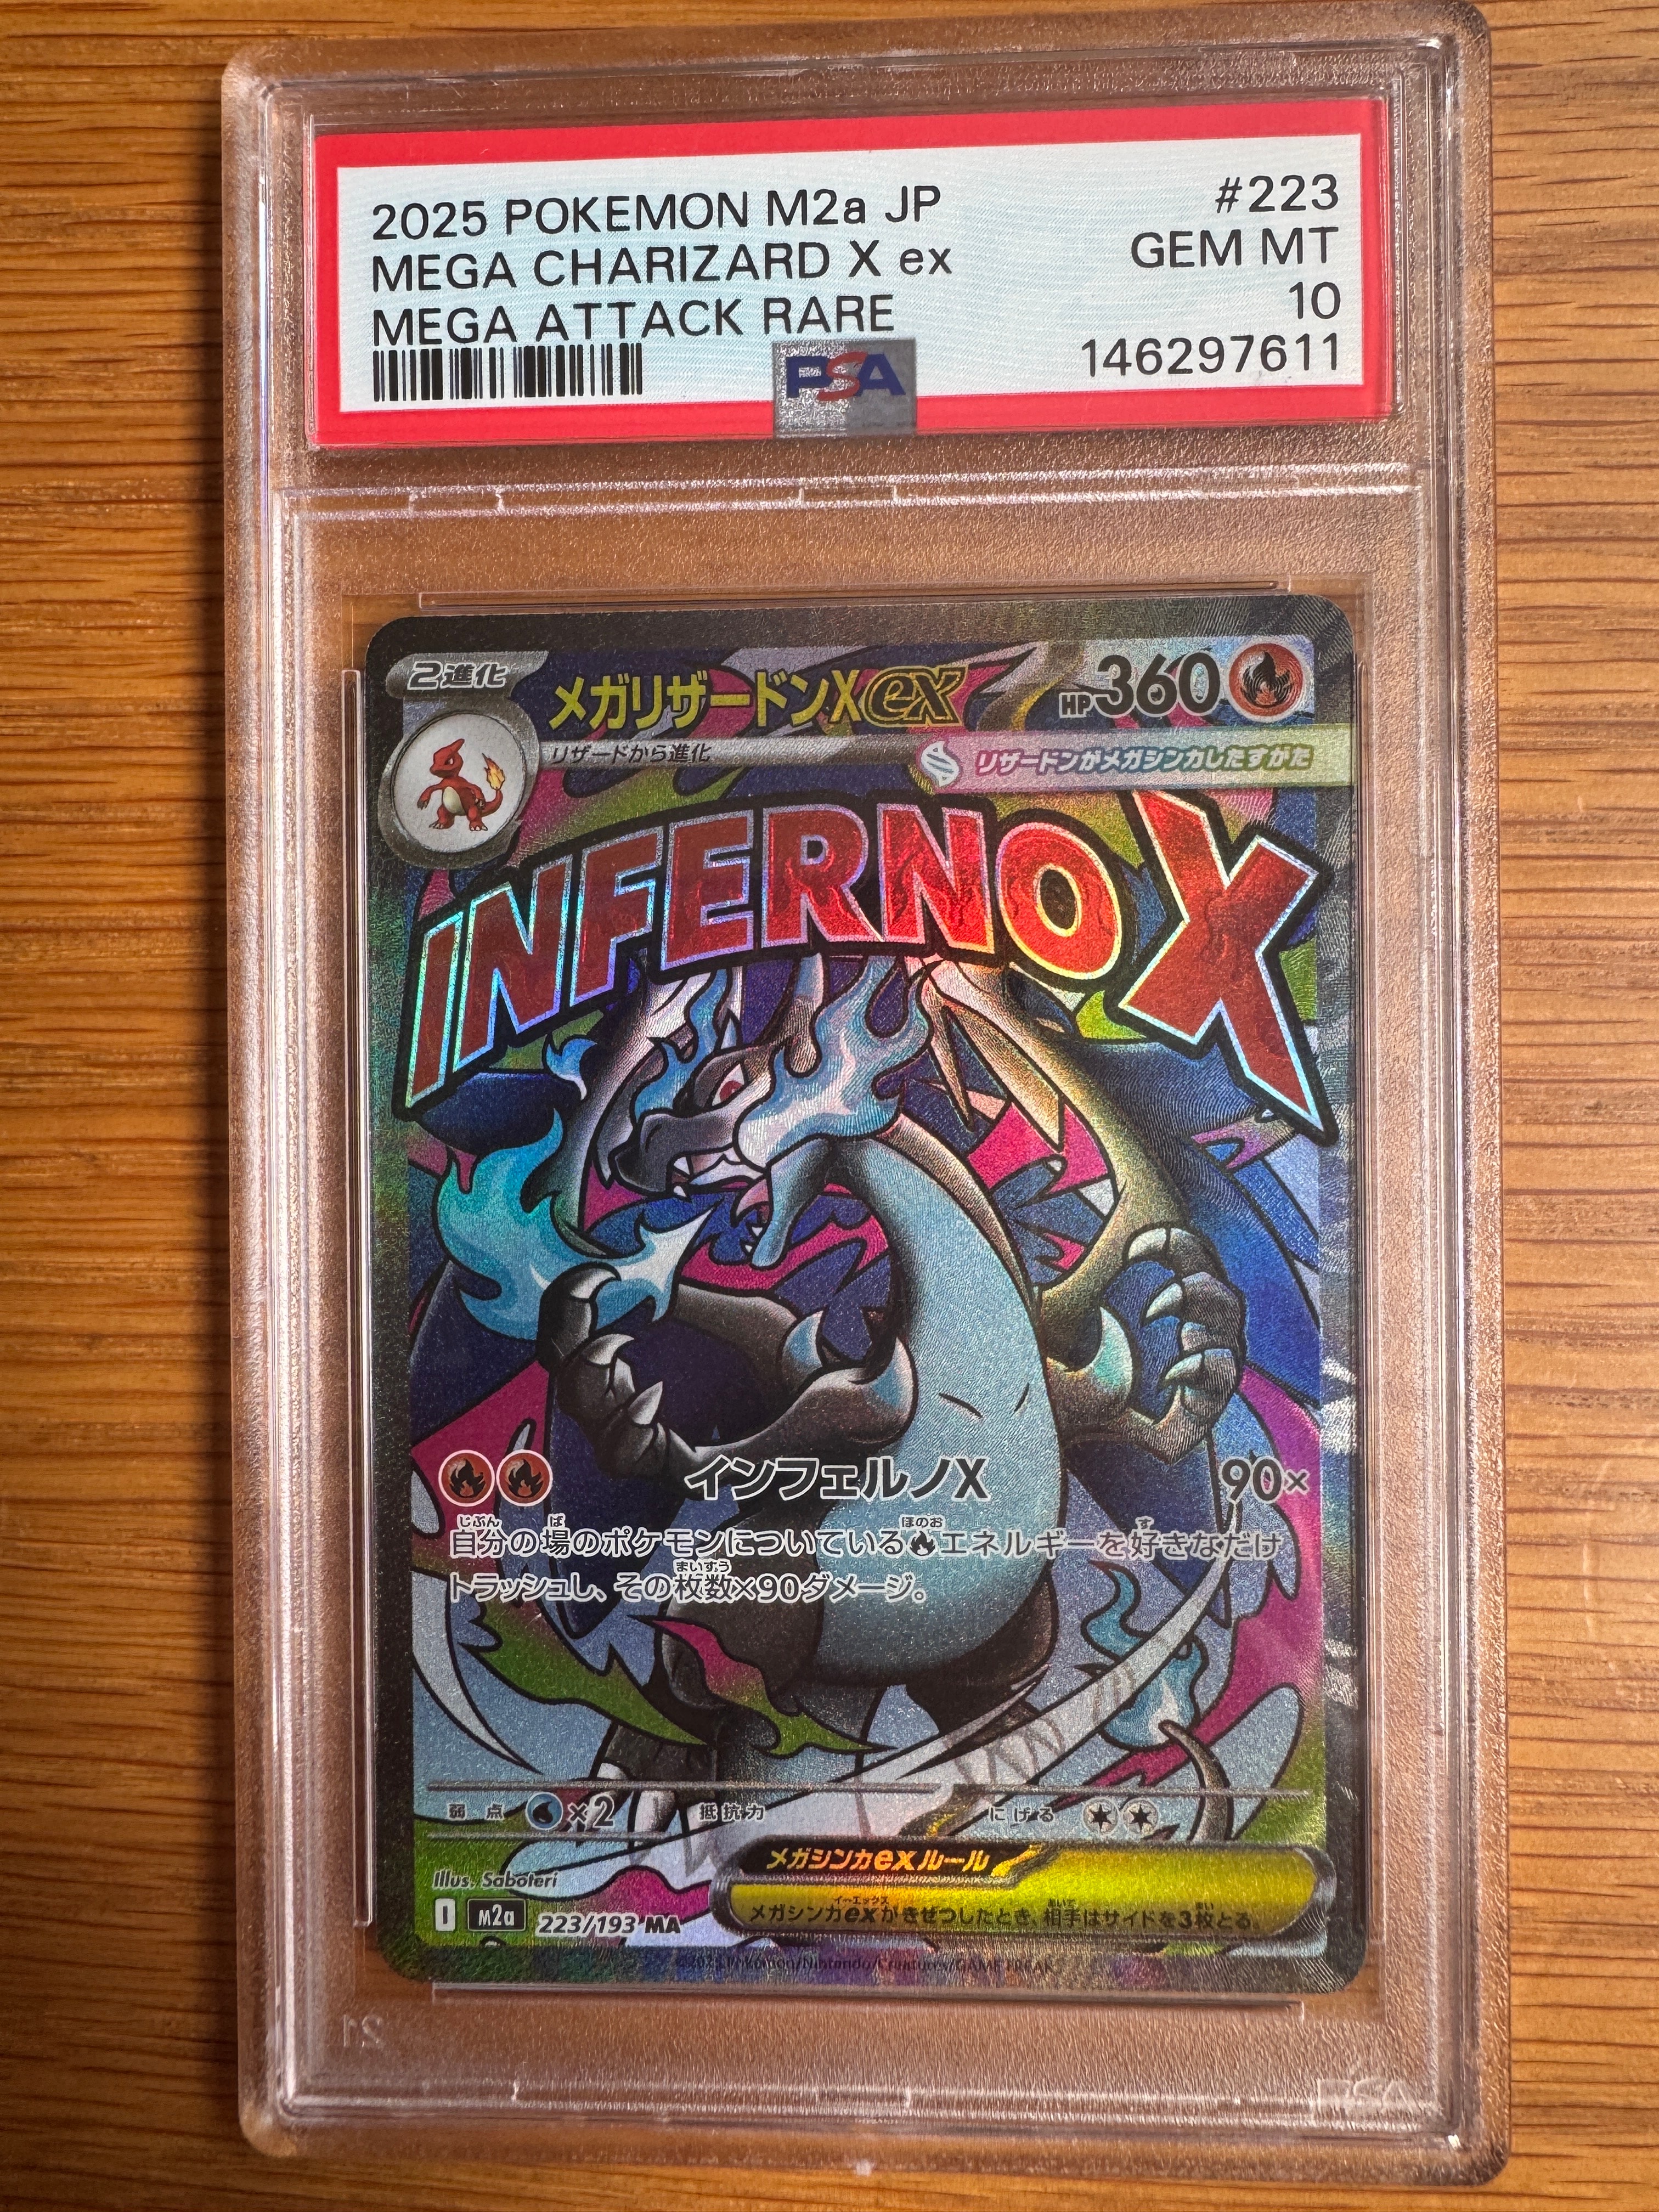 2025 POKEMON M2a JP #223
MEGA CHARIZARD X ex GEM MT
MEGA ATTACK RARE 10
PSA 146297611
2進化 メガリザードンXex HP360
リザードから進化 リザードンがメガシンカしたすがた
INFERNO X
インフェルノX 90×
自分の場のポケモンについているエネルギーを好きなだけ
トラッシュし、その枚数×90ダメージ。
弱点 ×2 抵抗力 にげる
メガシンカexルール
メガシンカexがきぜつしたとき、相手はサイドを3枚とる。
Illus. Saboteri
I m2a 223/193 MA
©2025 Pokémon/Nintendo/Creatures/GAME FREAK
21
PSA